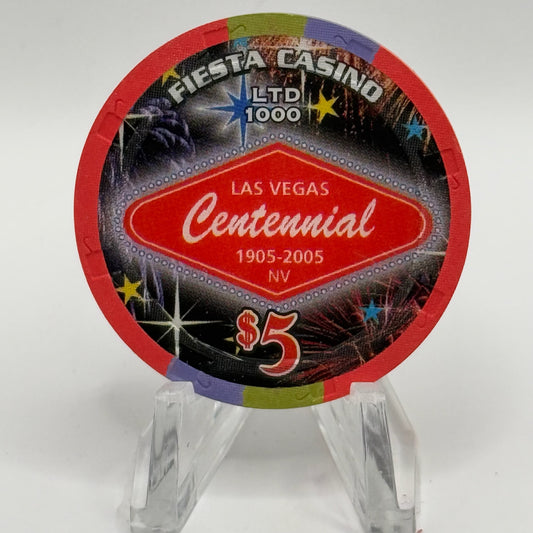 FIESTA CASINO
LTD
1000
LAS VEGAS
Centennial
1905-2005
NV
$5